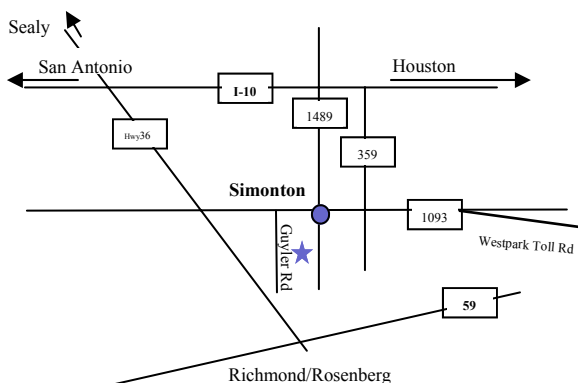 Sealy
San Antonio
Houston
I-10
1489
Hwy36
359
Simonton
1093
Guyler Rd
Westpark Toll Rd
59
Richmond/Rosenberg